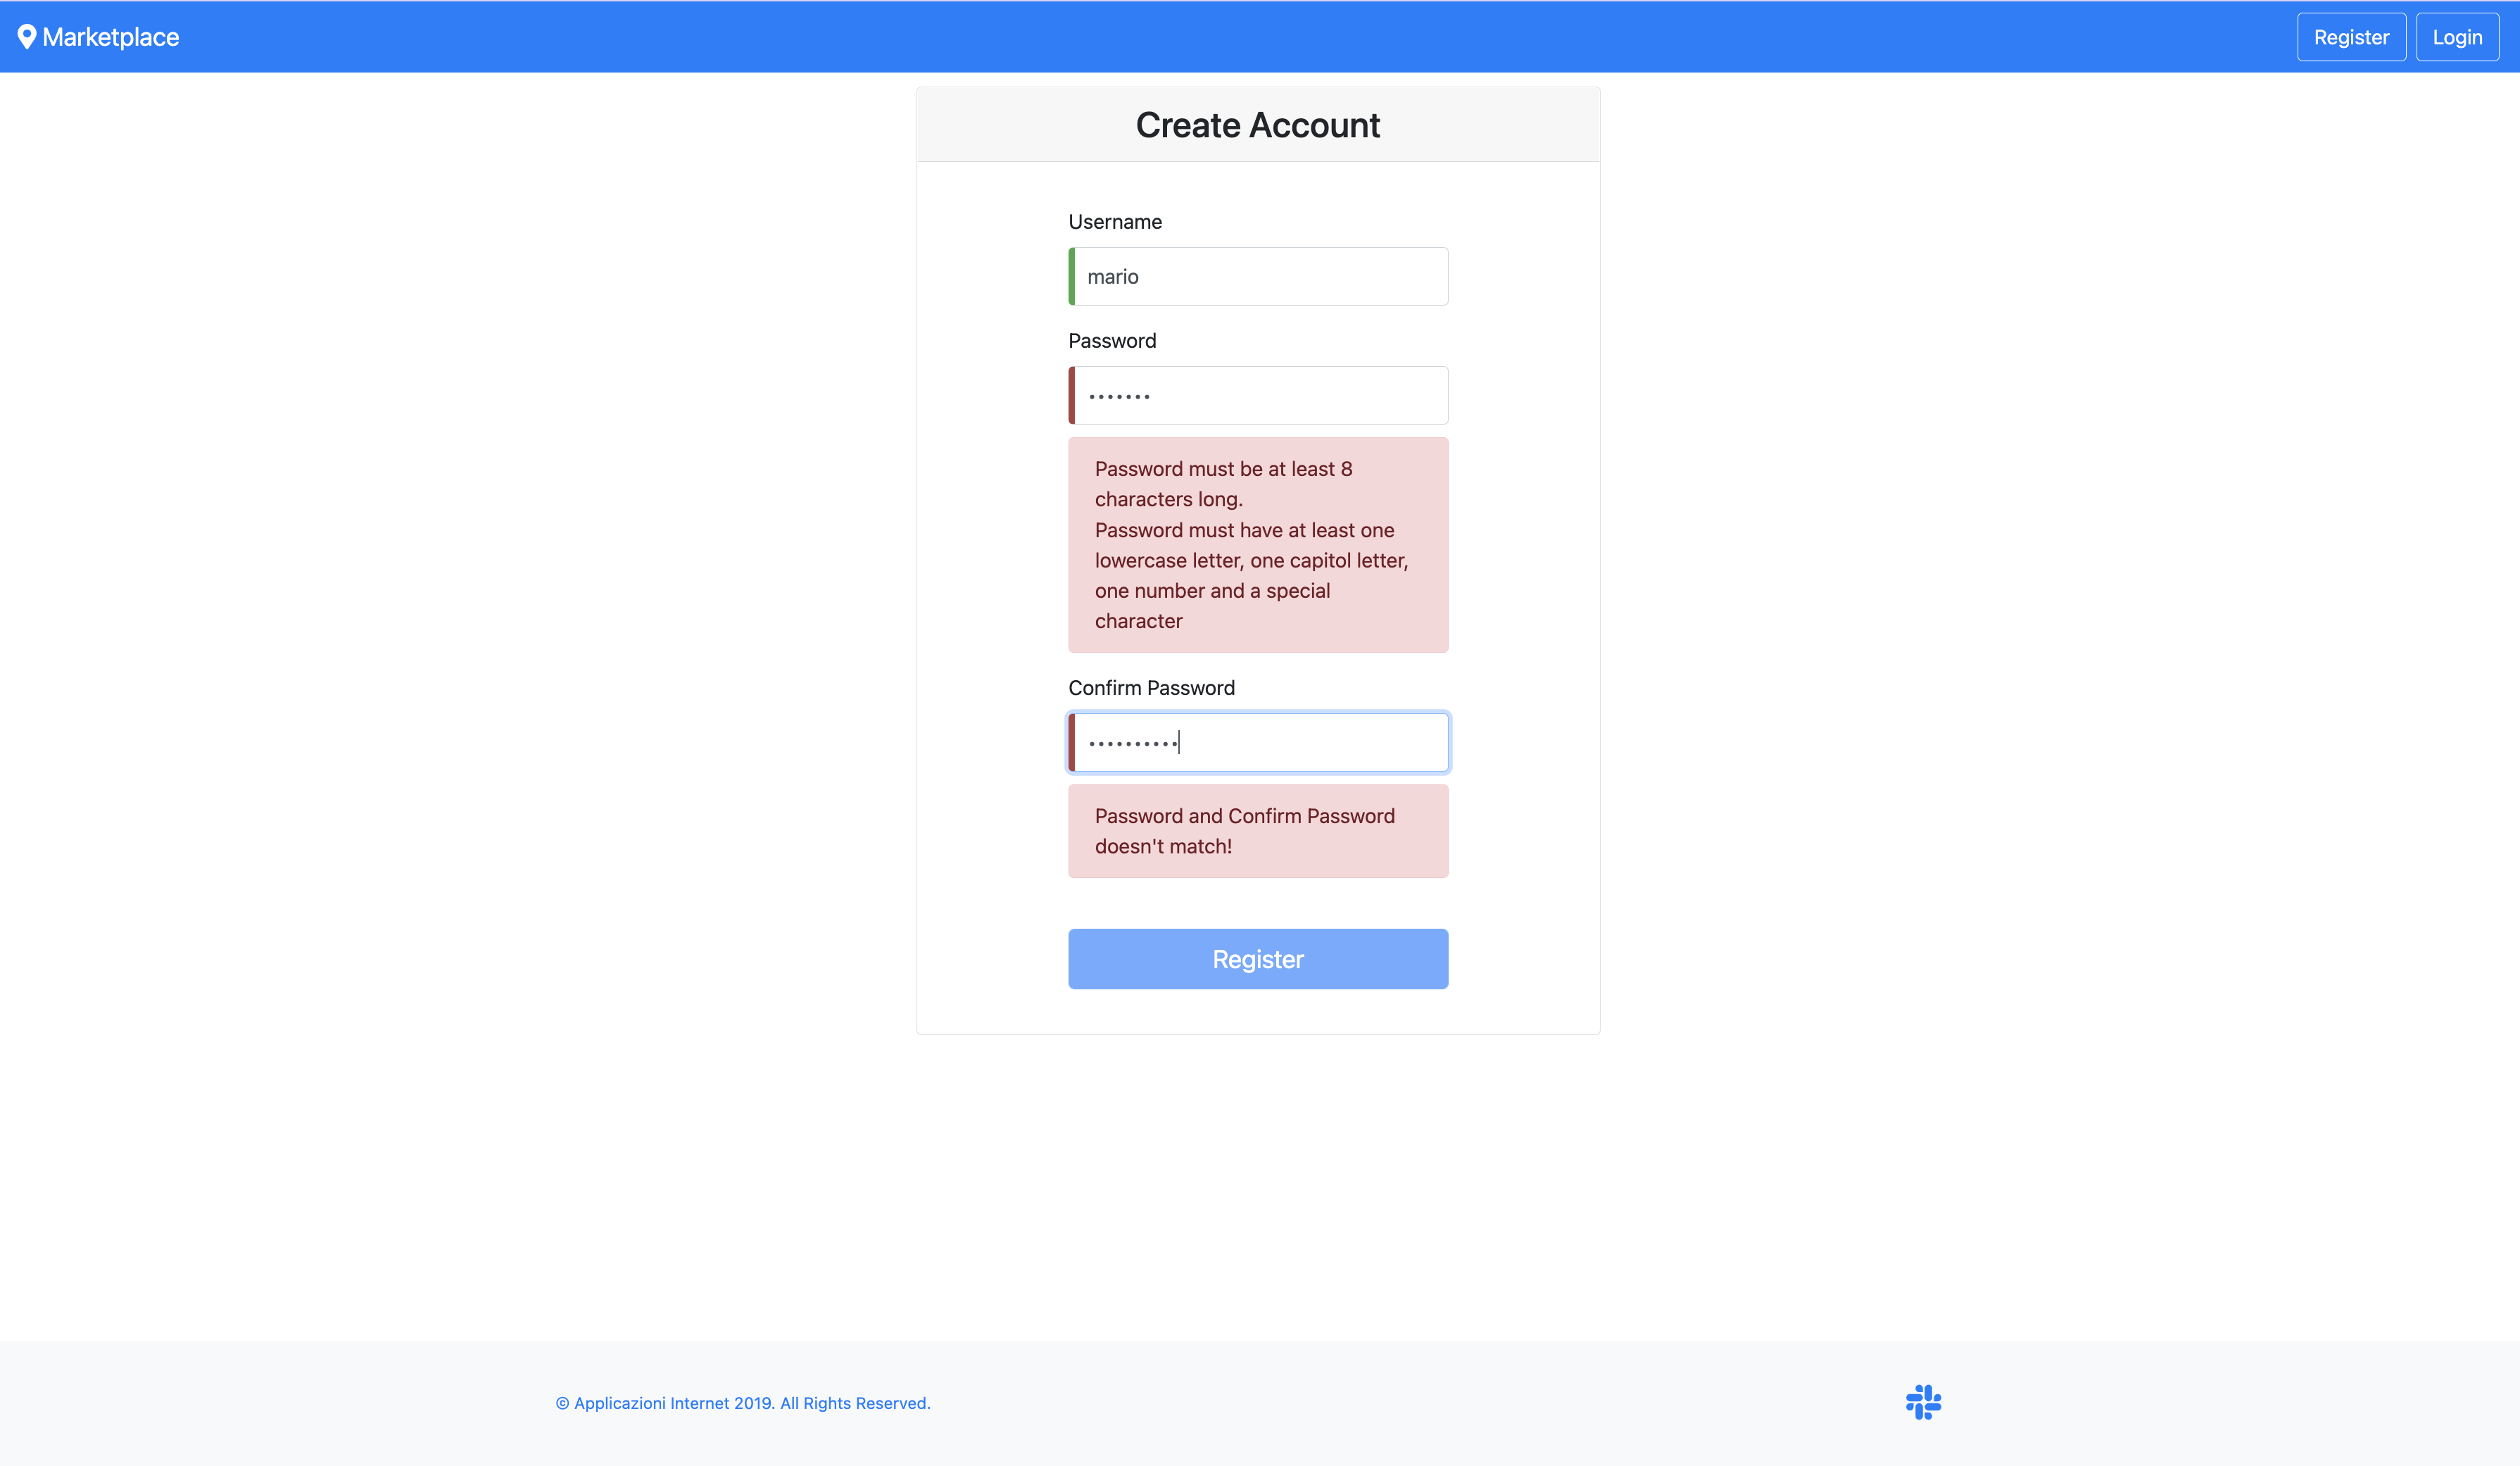 Marketplace
Register
Login
Create Account
Username
mario
Password
•••••••
Password must be at least 8
characters long.
Password must have at least one
lowercase letter, one capitol letter,
one number and a special
character
Confirm Password
••••••••••
Password and Confirm Password
doesn't match!
Register
© Applicazioni Internet 2019. All Rights Reserved.